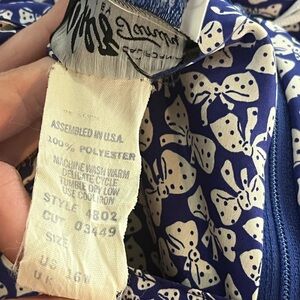 ASSEMBLED IN U.S.A.
100% POLYESTER
MACHINE WASH WARM
DELICATE CYCLE
TUMBLE DRY LOW
USE COOL IRON
STYLE 4802
CUT 03449
SIZE
US 16W